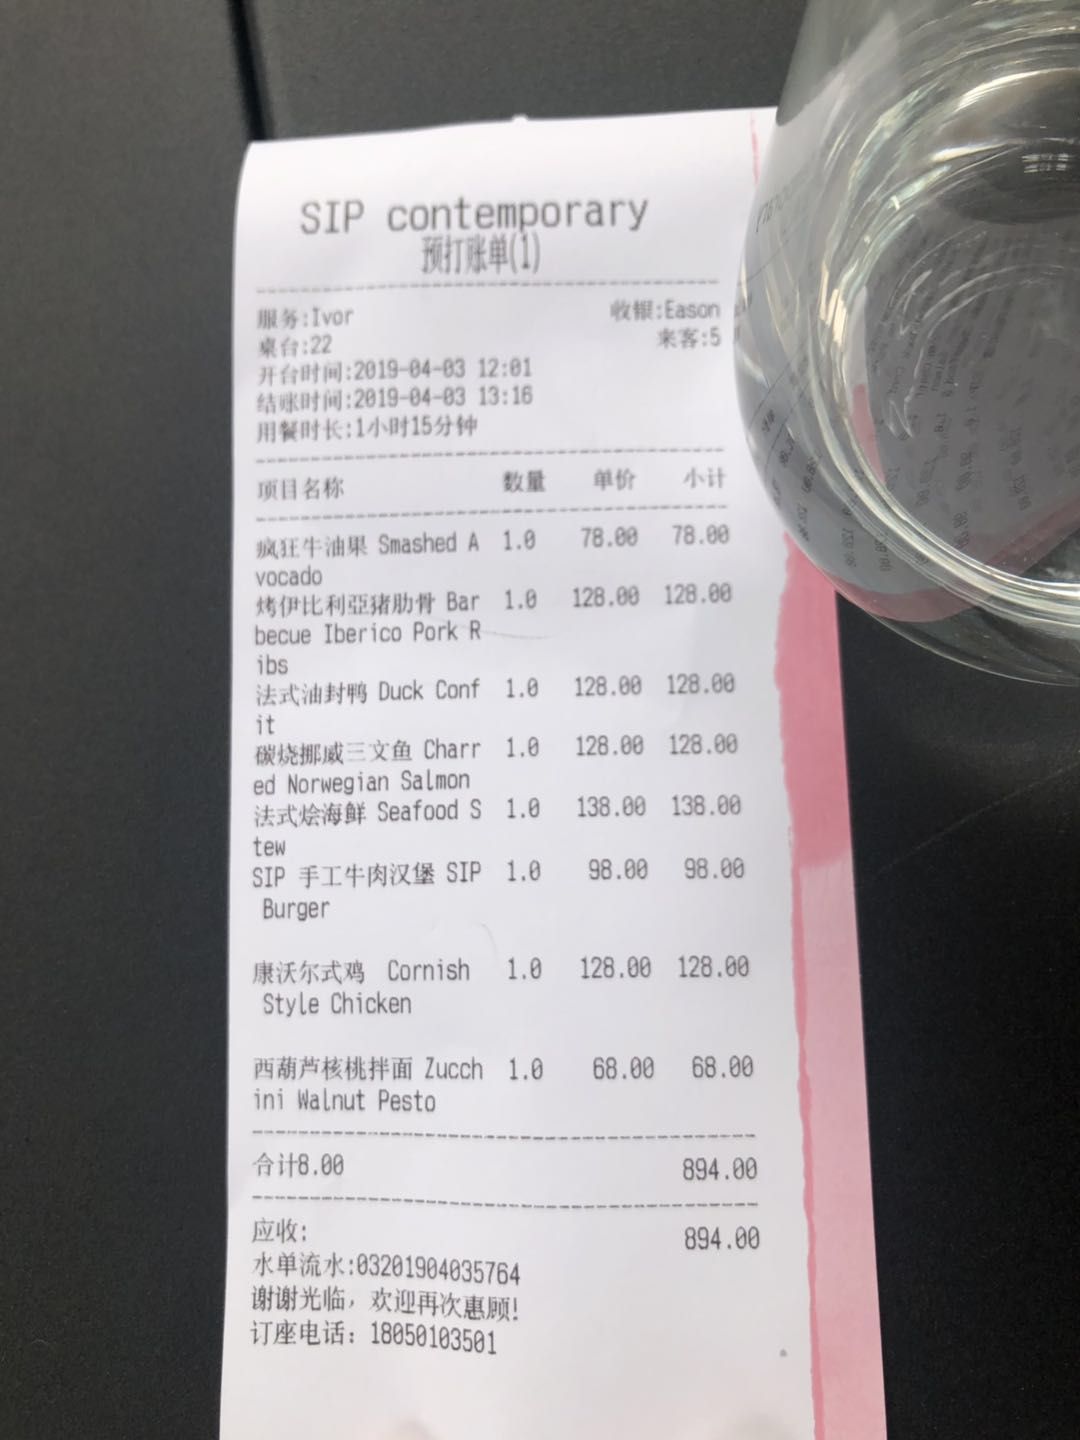 SIP contemporary
预打账单(1)
服务:Ivor 收银:Eason
桌台:22 来客:5
开台时间:2019-04-03 12:01
结账时间:2019-04-03 13:16
用餐时长:1小时15分钟
项目名称 数量 单价 小计
疯狂牛油果 Smashed A 1.0 78.00 78.00
vocado
烤伊比利亞猪肋骨 Bar 1.0 128.00 128.00
becue Iberico Pork R
ibs
法式油封鸭 Duck Conf 1.0 128.00 128.00
it
碳烧挪威三文鱼 Charr 1.0 128.00 128.00
ed Norwegian Salmon
法式烩海鲜 Seafood S 1.0 138.00 138.00
tew
SIP 手工牛肉汉堡 SIP 1.0 98.00 98.00
Burger
康沃尔式鸡 Cornish 1.0 128.00 128.00
Style Chicken
西葫芦核桃拌面 Zucch 1.0 68.00 68.00
ini Walnut Pesto
合计8.00 894.00
应收: 894.00
水单流水:03201904035764
谢谢光临，欢迎再次惠顾!
订座电话：18050103501